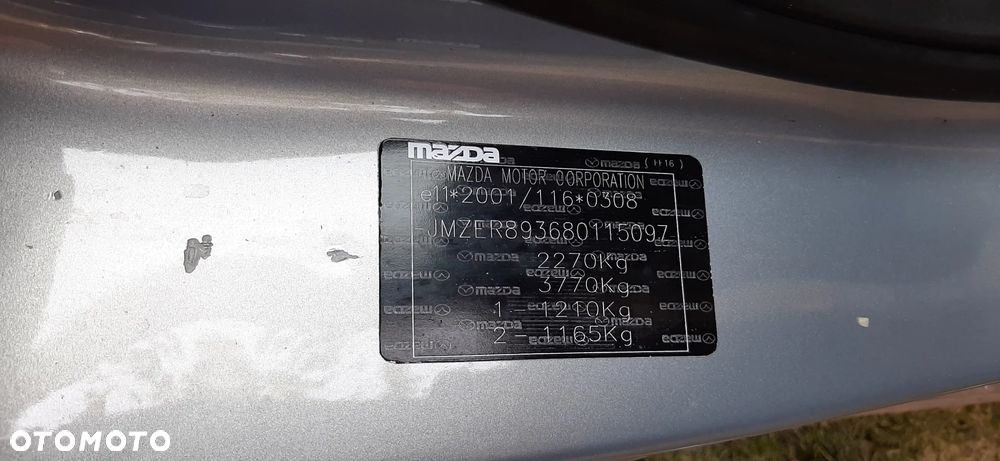 mazda
( H16 )
MAZDA MOTOR CORPORATION
e11*2001/116*0308
JMZER893680115097
2270Kg
3770Kg
1 - 1210Kg
2 - 1165Kg
OTOMOTO